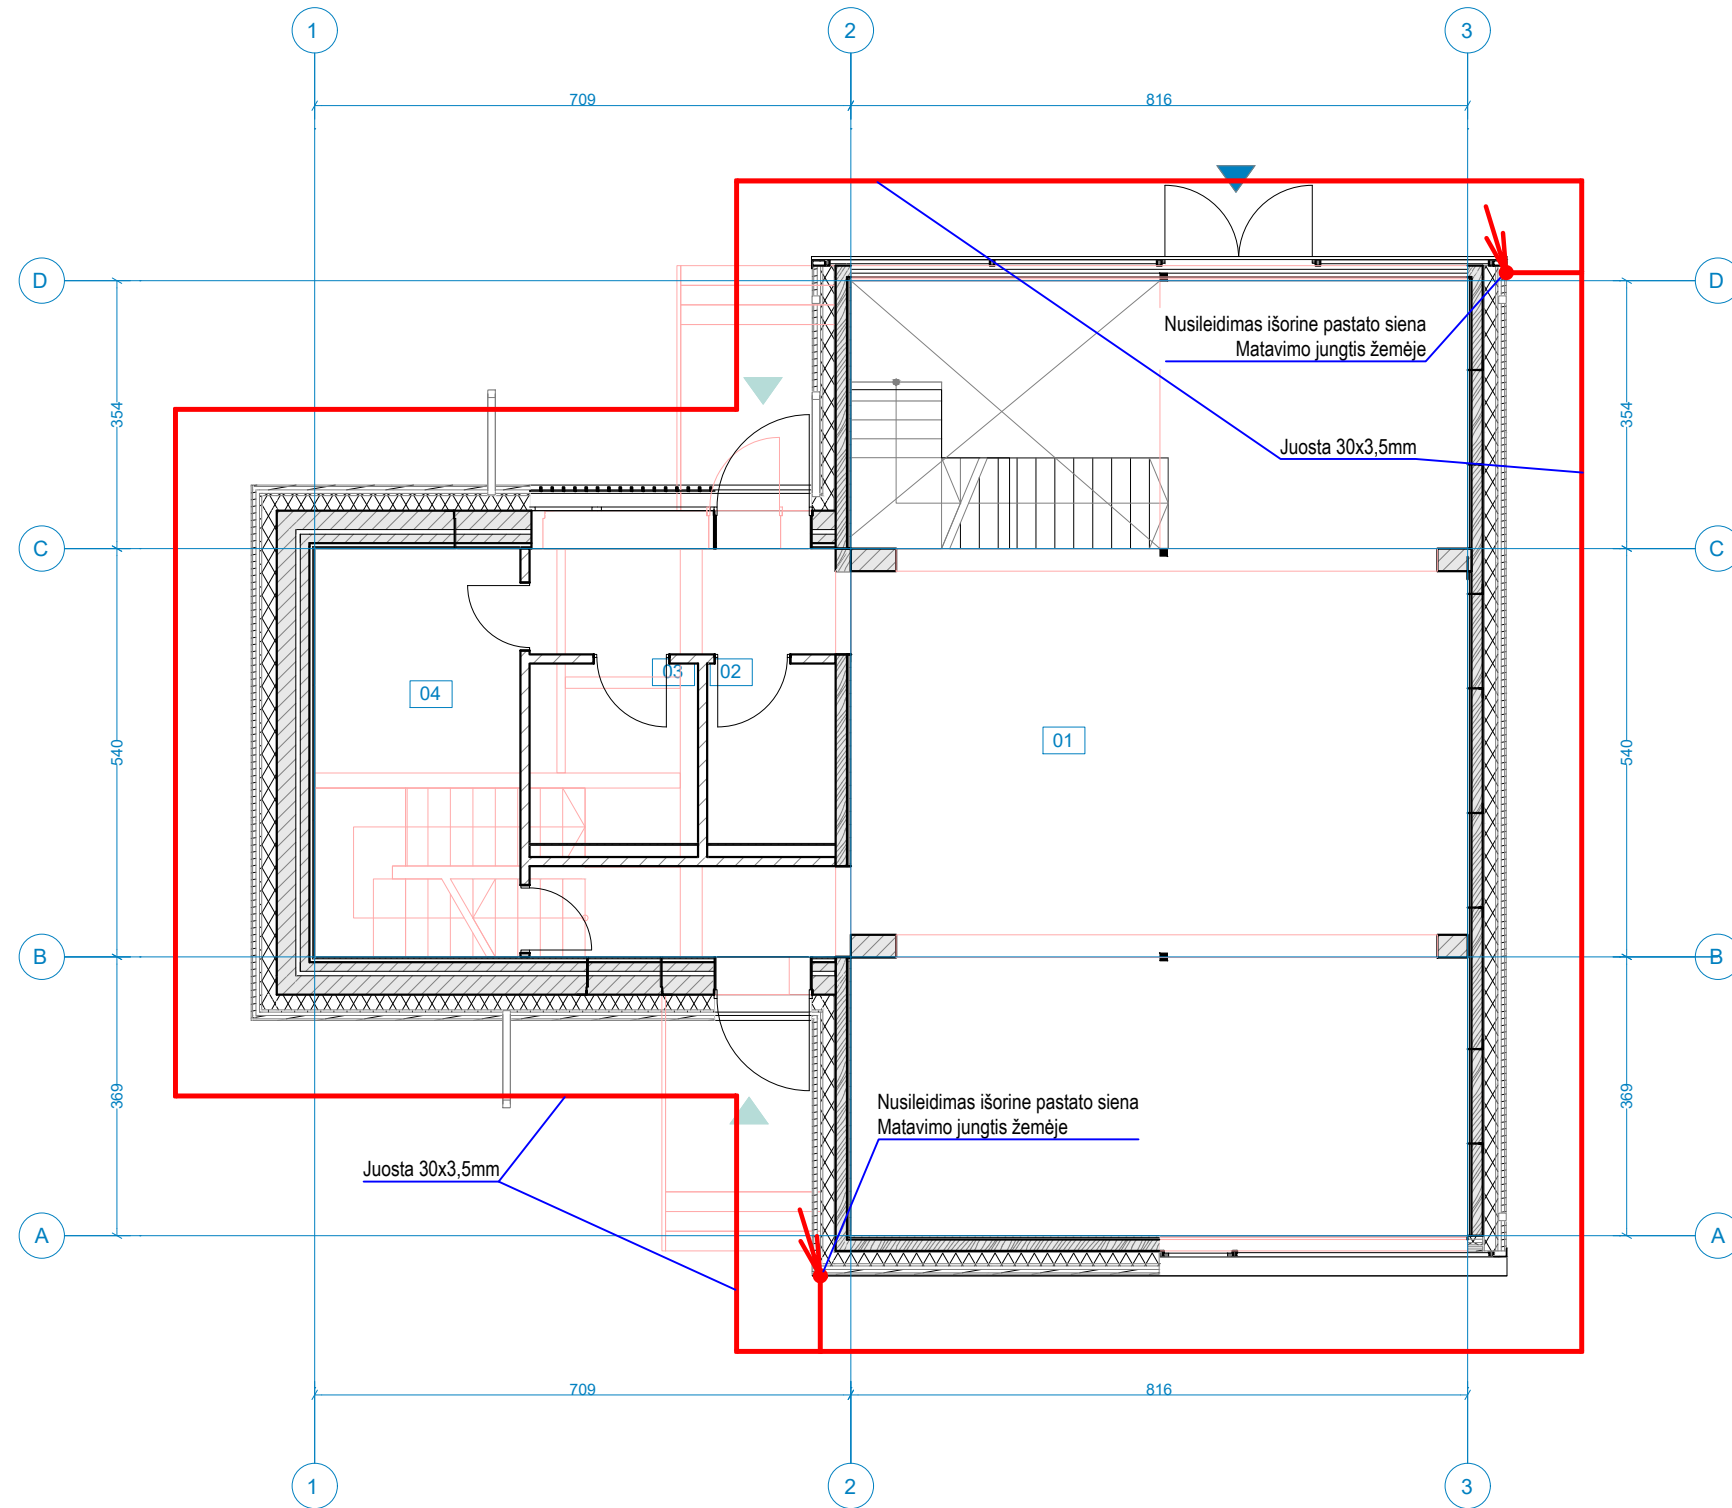 1
2
3
709
816
D
D
Nusileidimas išorine pastato siena
Matavimo jungtis žemėje
354
354
Juosta 30x3,5mm
C
C
03
02
04
01
540
540
B
B
369
369
Nusileidimas išorine pastato siena
Matavimo jungtis žemėje
Juosta 30x3,5mm
A
A
709
816
1
2
3